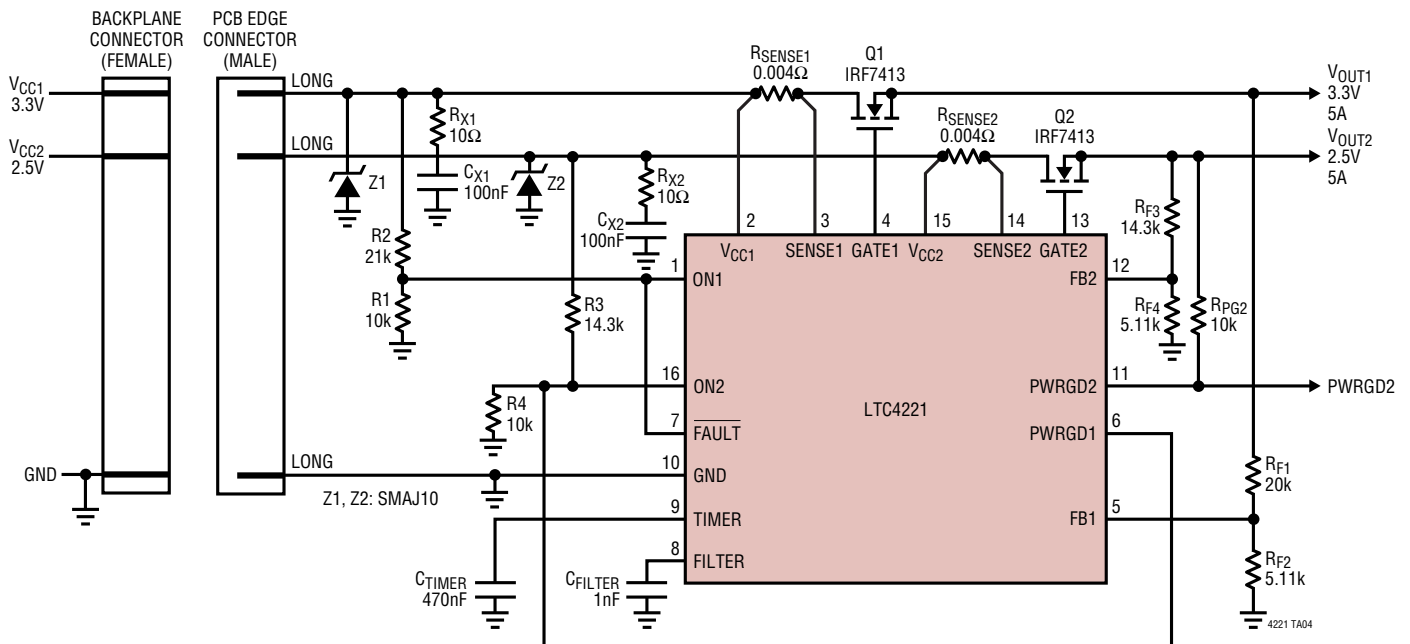 BACKPLANE
CONNECTOR
(FEMALE)
PCB EDGE
CONNECTOR
(MALE)
VCC1
3.3V
VCC2
2.5V
GND
LONG
LONG
LONG
Z1
RX1
10Ω
CX1
100nF
Z2
RX2
10Ω
CX2
100nF
R2
21k
R1
10k
R3
14.3k
R4
10k
Z1, Z2: SMAJ10
CTIMER
470nF
CFILTER
1nF
RSENSE1
0.004Ω
Q1
IRF7413
RSENSE2
0.004Ω
Q2
IRF7413
VOUT1
3.3V
5A
VOUT2
2.5V
5A
2
3
4
15
14
13
VCC1
SENSE1
GATE1
VCC2
SENSE2
GATE2
1
ON1
16
ON2
7
FAULT
10
GND
9
TIMER
8
FILTER
LTC4221
FB2
12
PWRGD2
11
PWRGD1
6
FB1
5
RF3
14.3k
RF4
5.11k
RPG2
10k
PWRGD2
RF1
20k
RF2
5.11k
4221 TA04